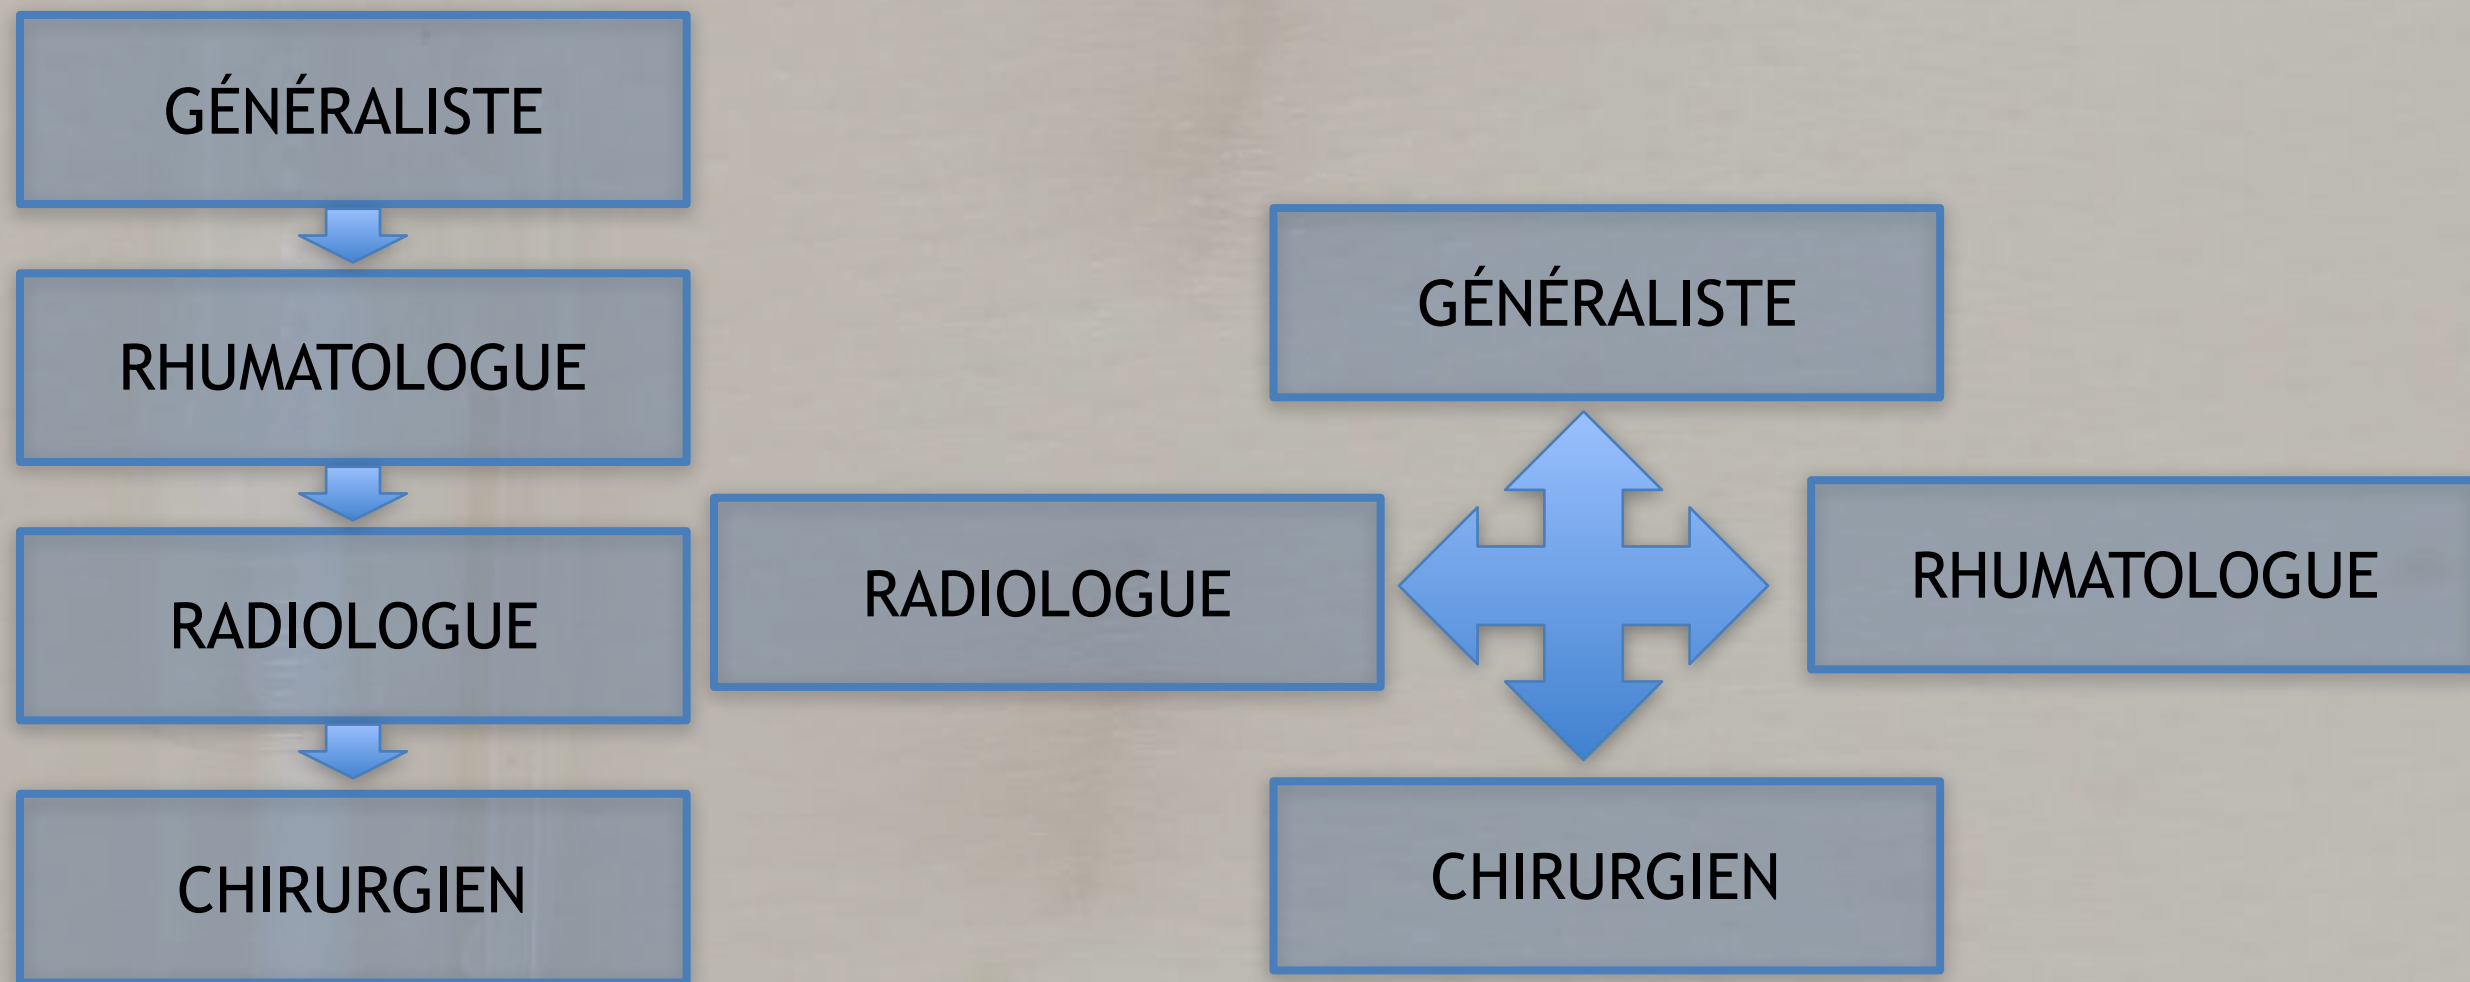 GÉNÉRALISTE
RHUMATOLOGUE
RADIOLOGUE
CHIRURGIEN
GÉNÉRALISTE
RADIOLOGUE
RHUMATOLOGUE
CHIRURGIEN